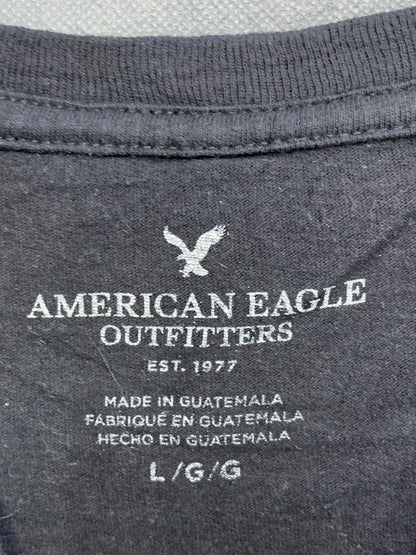 AMERICAN EAGLE
OUTFITTERS
EST. 1977
MADE IN GUATEMALA
FABRIQUÉ EN GUATEMALA
HECHO EN GUATEMALA
L/G/G